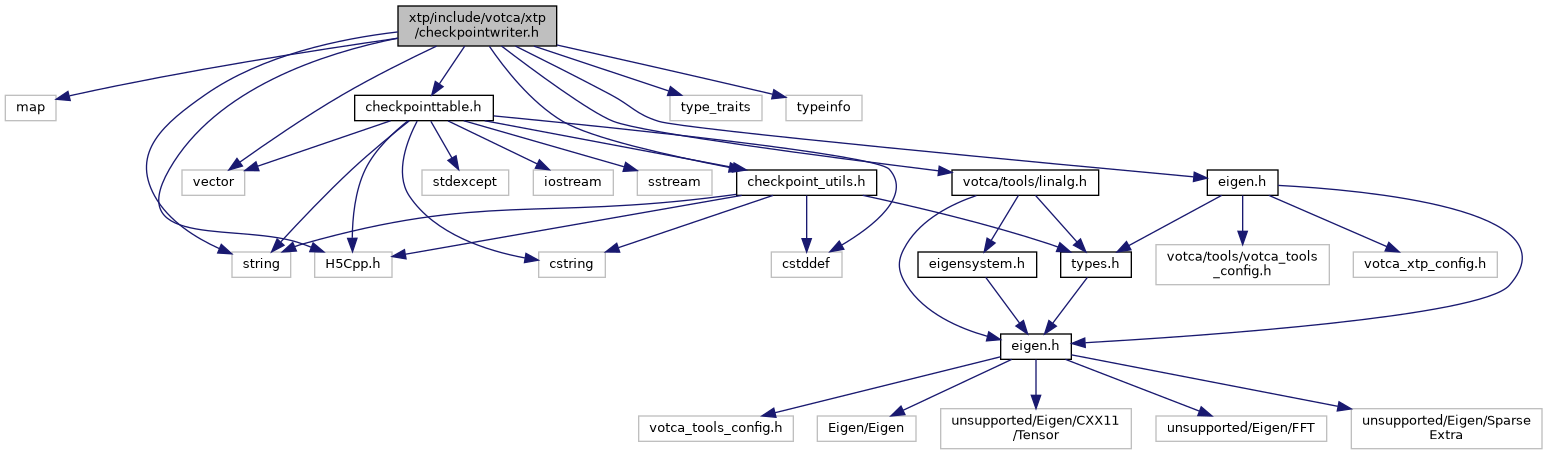 xtp/include/votca/xtp
/checkpointwriter.h
map
checkpointtable.h
type_traits
typeinfo
vector
stdexcept
iostream
sstream
checkpoint_utils.h
votca/tools/linalg.h
eigen.h
string
H5Cpp.h
cstring
cstddef
eigensystem.h
types.h
votca/tools/votca_tools
_config.h
votca_xtp_config.h
eigen.h
votca_tools_config.h
Eigen/Eigen
unsupported/Eigen/CXX11
/Tensor
unsupported/Eigen/FFT
unsupported/Eigen/Sparse
Extra